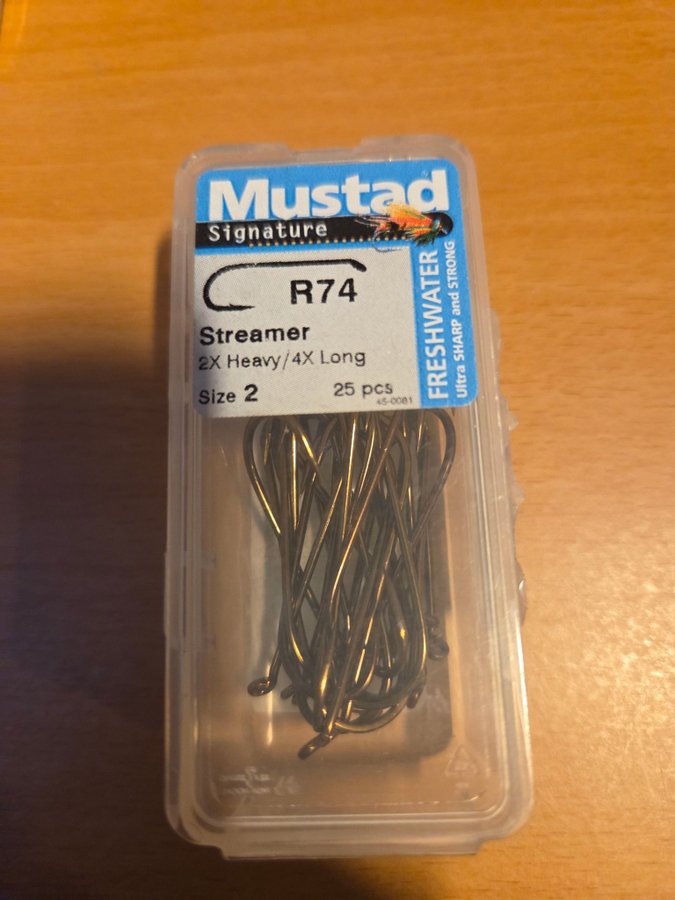 Mustad
Signature
R74
Streamer
2X Heavy/4X Long
Size 2
25 pcs
45-0081
FRESHWATER
Ultra SHARP and STRONG